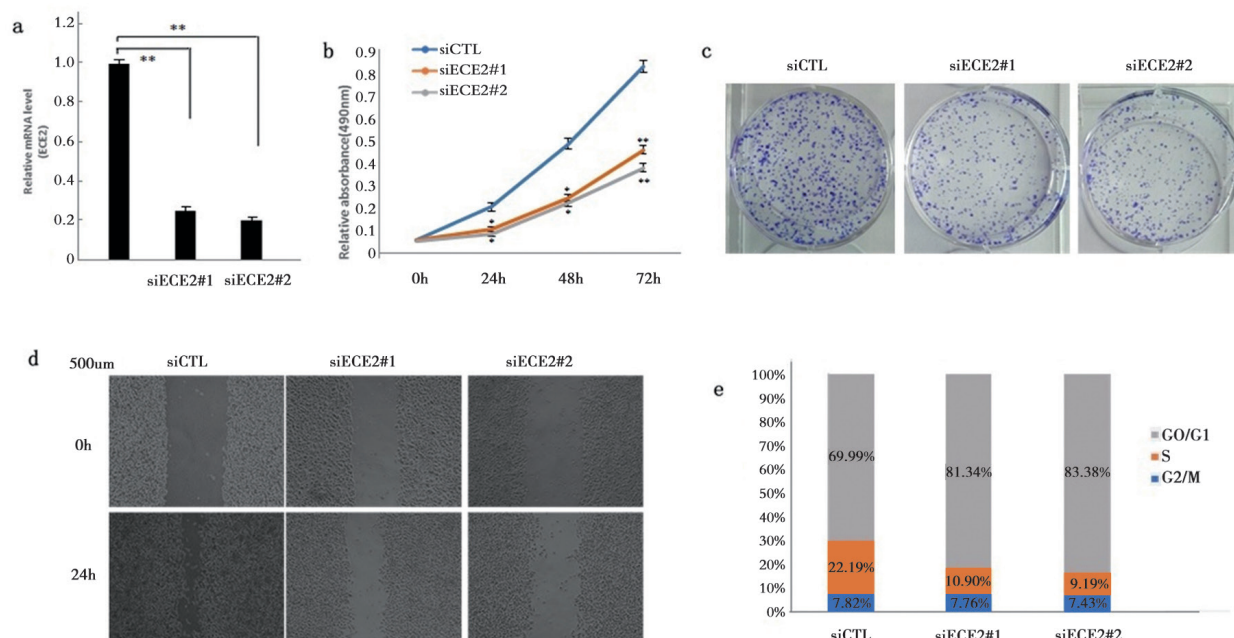 a
Relative mRNA level
(ECE2)
1.2
1.0
0.8
0.6
0.4
0.2
0
**
**
siECE2#1
siECE2#2
b
Relative absorbance(490nm)
0.9
0.8
0.7
0.6
0.5
0.4
0.3
0.2
0.1
0
siCTL
siECE2#1
siECE2#2
*
*
*
*
**
**
0h
24h
48h
72h
c
siCTL
siECE2#1
siECE2#2
d
500um
siCTL
siECE2#1
siECE2#2
0h
24h
e
100%
90%
80%
70%
60%
50%
40%
30%
20%
10%
0%
69.99%
81.34%
83.38%
22.19%
10.90%
9.19%
7.82%
7.76%
7.43%
siCTL
siECE2#1
siECE2#2
GO/G1
S
G2/M